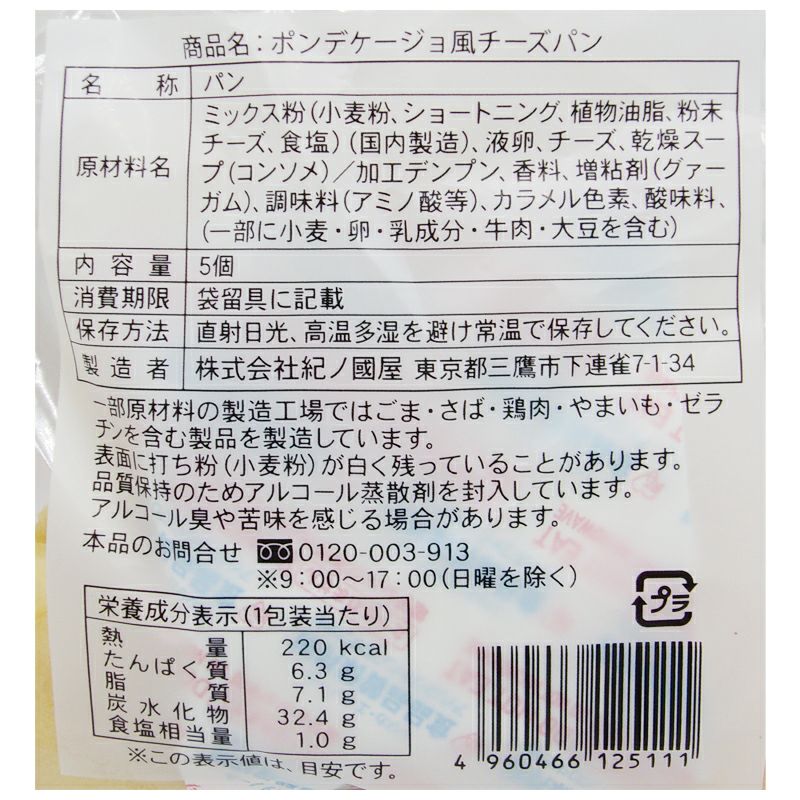 商品名：ポンデケージョ風チーズパン
名称 パン
原材料名 ミックス粉（小麦粉、ショートニング、植物油脂、粉末
チーズ、食塩）（国内製造）、液卵、チーズ、乾燥スー
プ（コンソメ）／加工デンプン、香料、増粘剤（グァー
ガム）、調味料（アミノ酸等）、カラメル色素、酸味料、
（一部に小麦・卵・乳成分・牛肉・大豆を含む）
内容量 5個
消費期限 袋留具に記載
保存方法 直射日光、高温多湿を避け常温で保存してください。
製造者 株式会社紀ノ國屋 東京都三鷹市下連雀7-1-34
一部原材料の製造工場ではごま・さば・鶏肉・やまいも・ゼラ
チンを含む製品を製造しています。
表面に打ち粉（小麦粉）が白く残っていることがあります。
品質保持のためアルコール蒸散剤を封入しています。
アルコール臭や苦味を感じる場合があります。
本品のお問合せ 0120-003-913
※9：00～17：00（日曜を除く）
プラ
栄養成分表示（1包装当たり）
熱量 220 kcal
たんぱく質 6.3 g
脂質 7.1 g
炭水化物 32.4 g
食塩相当量 1.0 g
※この表示値は、目安です。
4 960466 125111